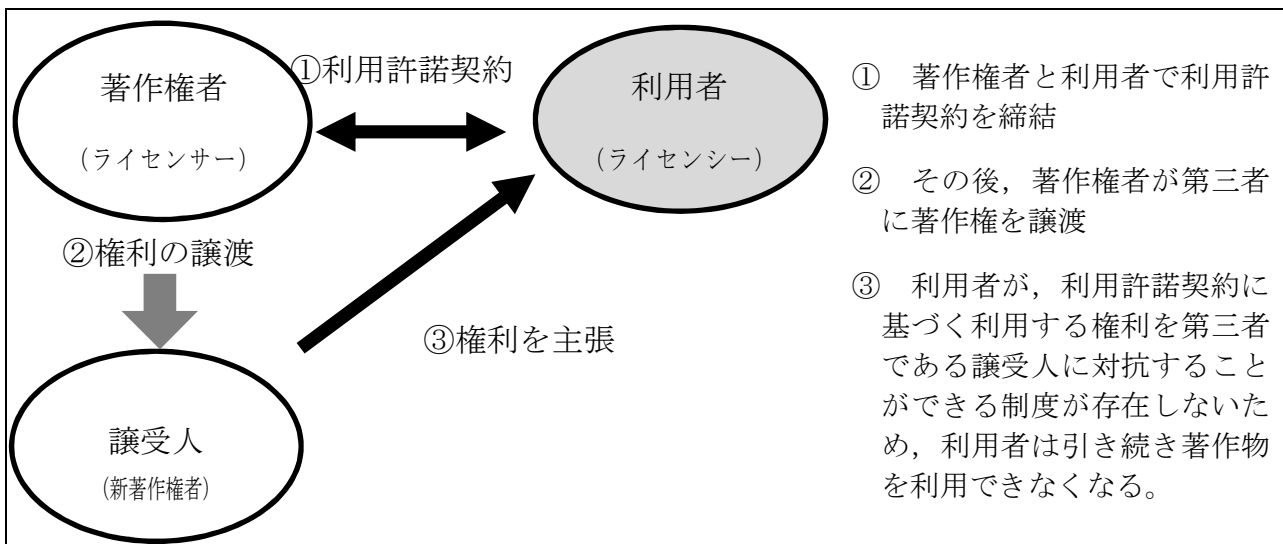 著作権者
（ライセンサー）
①利用許諾契約
利用者
（ライセンシー）
②権利の譲渡
③権利を主張
譲受人
（新著作権者）
①　著作権者と利用者で利用許
諾契約を締結
②　その後，著作権者が第三者
に著作権を譲渡
③　利用者が，利用許諾契約に
基づく利用する権利を第三者
である譲受人に対抗すること
ができる制度が存在しないた
め，利用者は引き続き著作物
を利用できなくなる。